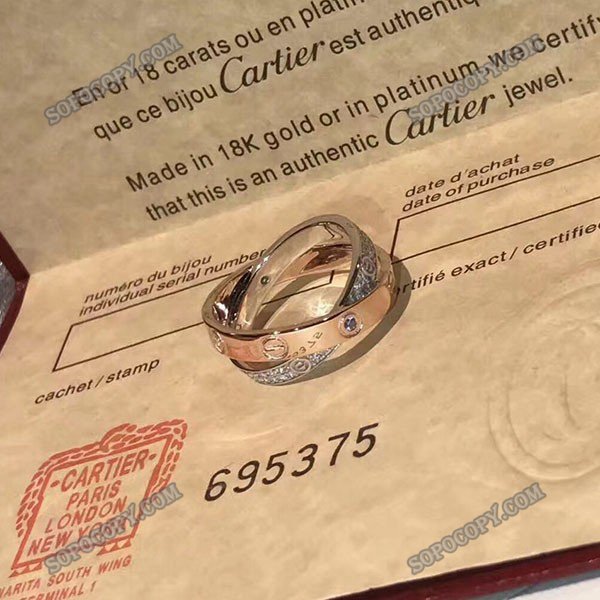 En or 18 carats ou en platine
que ce bijou Cartier est authentique
Made in 18K gold or in platinum, we certify
that this is an authentic Cartier jewel.
date d'achat
date of purchase
numéro du bijou
individual serial number
certifié exact / certified
cachet / stamp
695375
CARTIER
PARIS
LONDON
NEW YORK
NARITA SOUTH WING
TERMINAL 1
SOPOCOPY.COM
SOPOCOPY.COM
SOPOCOPY.COM
SOPOCOPY.COM